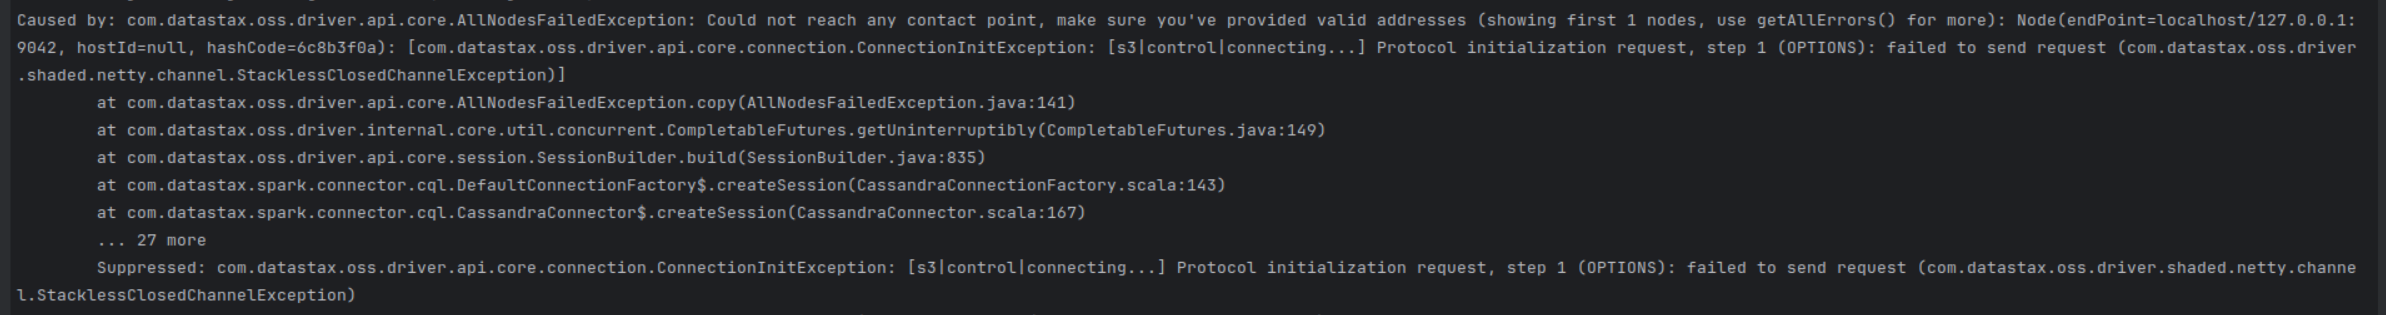 Caused by: com.datastax.oss.driver.api.core.AllNodesFailedException: Could not reach any contact point, make sure you've provided valid addresses (showing first 1 nodes, use getAllErrors() for more): Node(endPoint=localhost/127.0.0.1:
9042, hostId=null, hashCode=6c8b3f0a): [com.datastax.oss.driver.api.core.connection.ConnectionInitException: [s3|control|connecting...] Protocol initialization request, step 1 (OPTIONS): failed to send request (com.datastax.oss.driver
.shaded.netty.channel.StacklessClosedChannelException)]
at com.datastax.oss.driver.api.core.AllNodesFailedException.copy(AllNodesFailedException.java:141)
at com.datastax.oss.driver.internal.core.util.concurrent.CompletableFutures.getUninterruptibly(CompletableFutures.java:149)
at com.datastax.oss.driver.api.core.session.SessionBuilder.build(SessionBuilder.java:835)
at com.datastax.spark.connector.cql.DefaultConnectionFactory$.createSession(CassandraConnectionFactory.scala:143)
at com.datastax.spark.connector.cql.CassandraConnector$.createSession(CassandraConnector.scala:167)
... 27 more
Suppressed: com.datastax.oss.driver.api.core.connection.ConnectionInitException: [s3|control|connecting...] Protocol initialization request, step 1 (OPTIONS): failed to send request (com.datastax.oss.driver.shaded.netty.channe
l.StacklessClosedChannelException)